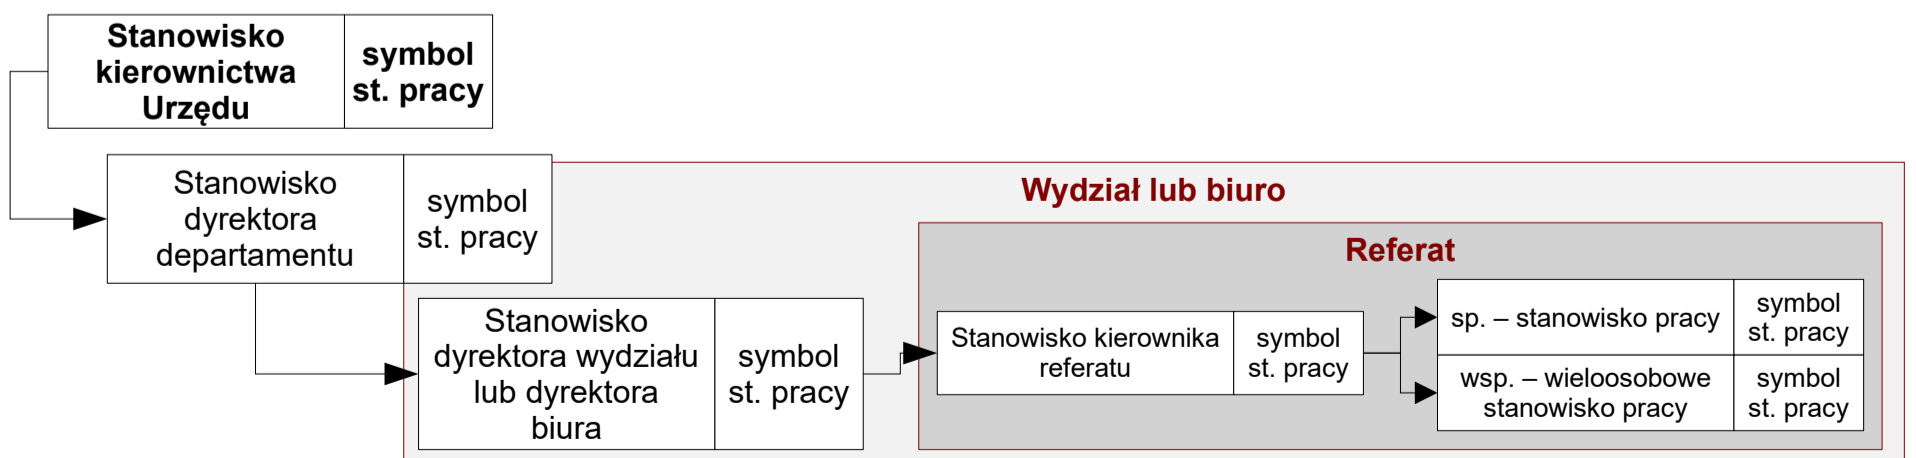 Stanowisko
kierownictwa
Urzędu
symbol
st. pracy
Stanowisko
dyrektora
departamentu
symbol
st. pracy
Wydział lub biuro
Referat
Stanowisko
dyrektora wydziału
lub dyrektora
biura
symbol
st. pracy
Stanowisko kierownika
referatu
symbol
st. pracy
sp. – stanowisko pracy
symbol
st. pracy
wsp. – wieloosobowe
stanowisko pracy
symbol
st. pracy